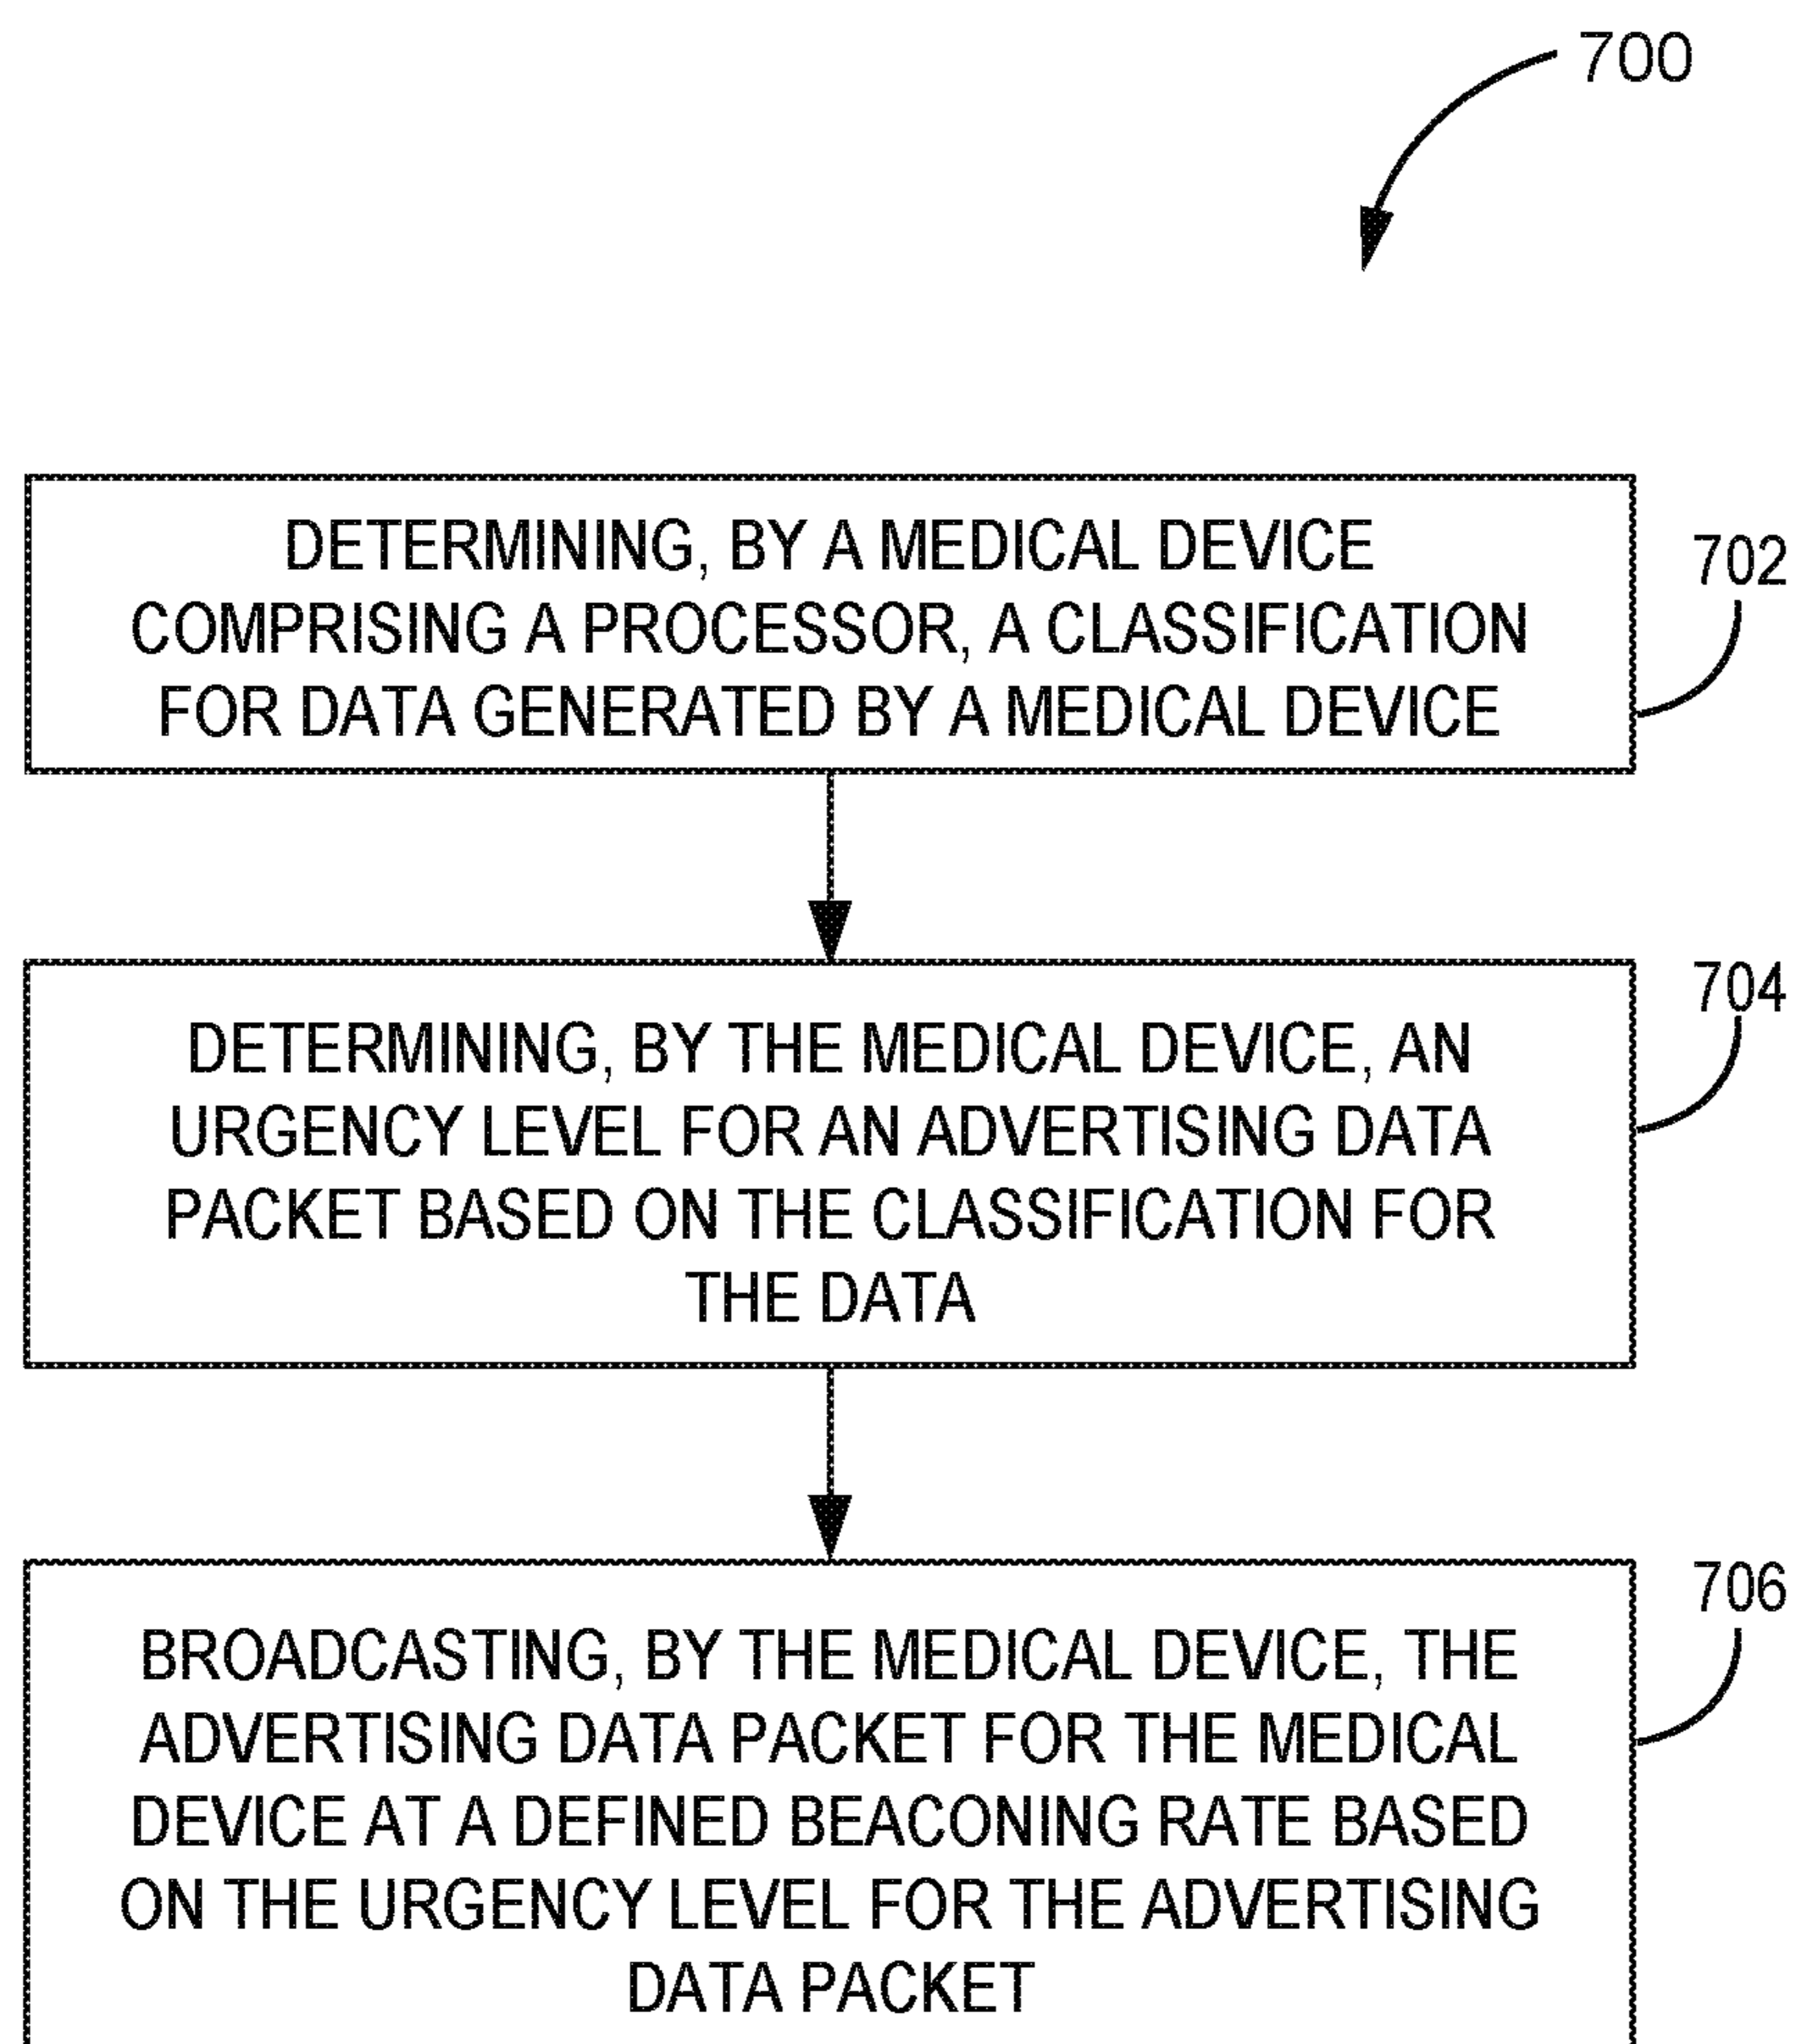 700
DETERMINING, BY A MEDICAL DEVICE
COMPRISING A PROCESSOR, A CLASSIFICATION
FOR DATA GENERATED BY A MEDICAL DEVICE
702
DETERMINING, BY THE MEDICAL DEVICE, AN
URGENCY LEVEL FOR AN ADVERTISING DATA
PACKET BASED ON THE CLASSIFICATION FOR
THE DATA
704
BROADCASTING, BY THE MEDICAL DEVICE, THE
ADVERTISING DATA PACKET FOR THE MEDICAL
DEVICE AT A DEFINED BEACONING RATE BASED
ON THE URGENCY LEVEL FOR THE ADVERTISING
DATA PACKET
706